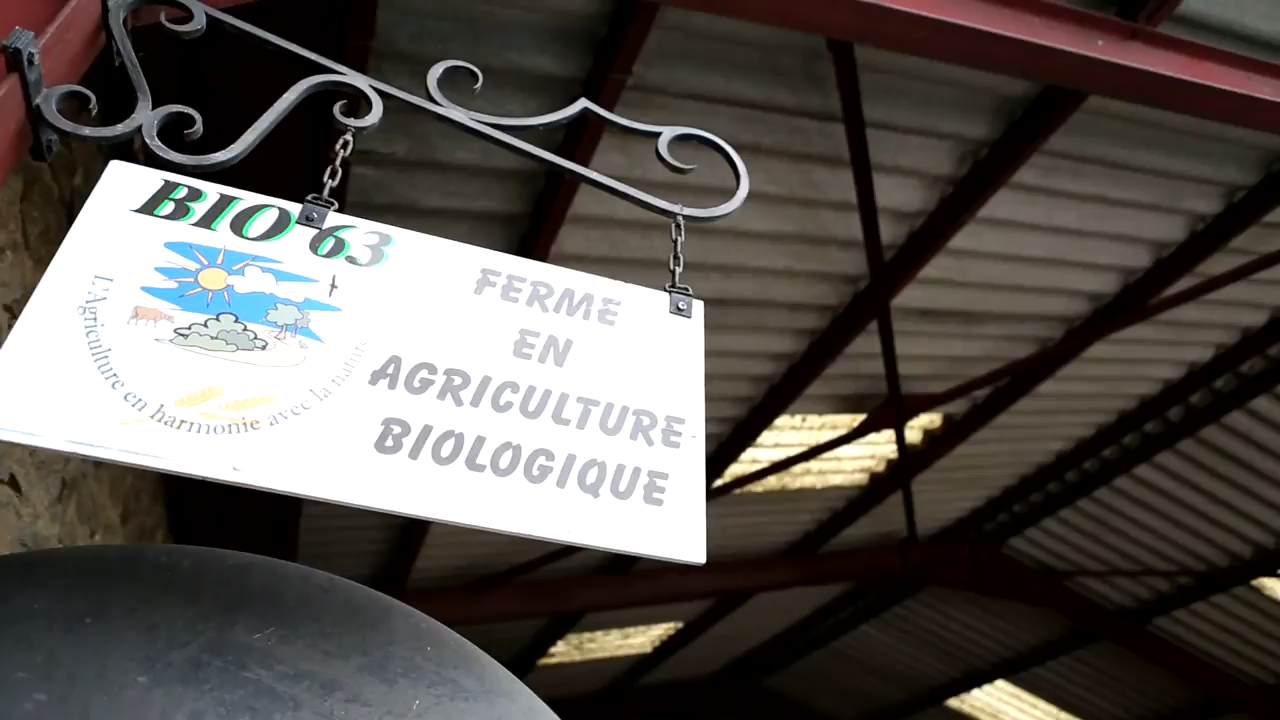 BIO 63
L'Agriculture en harmonie avec la nature
FERME
EN
AGRICULTURE
BIOLOGIQUE